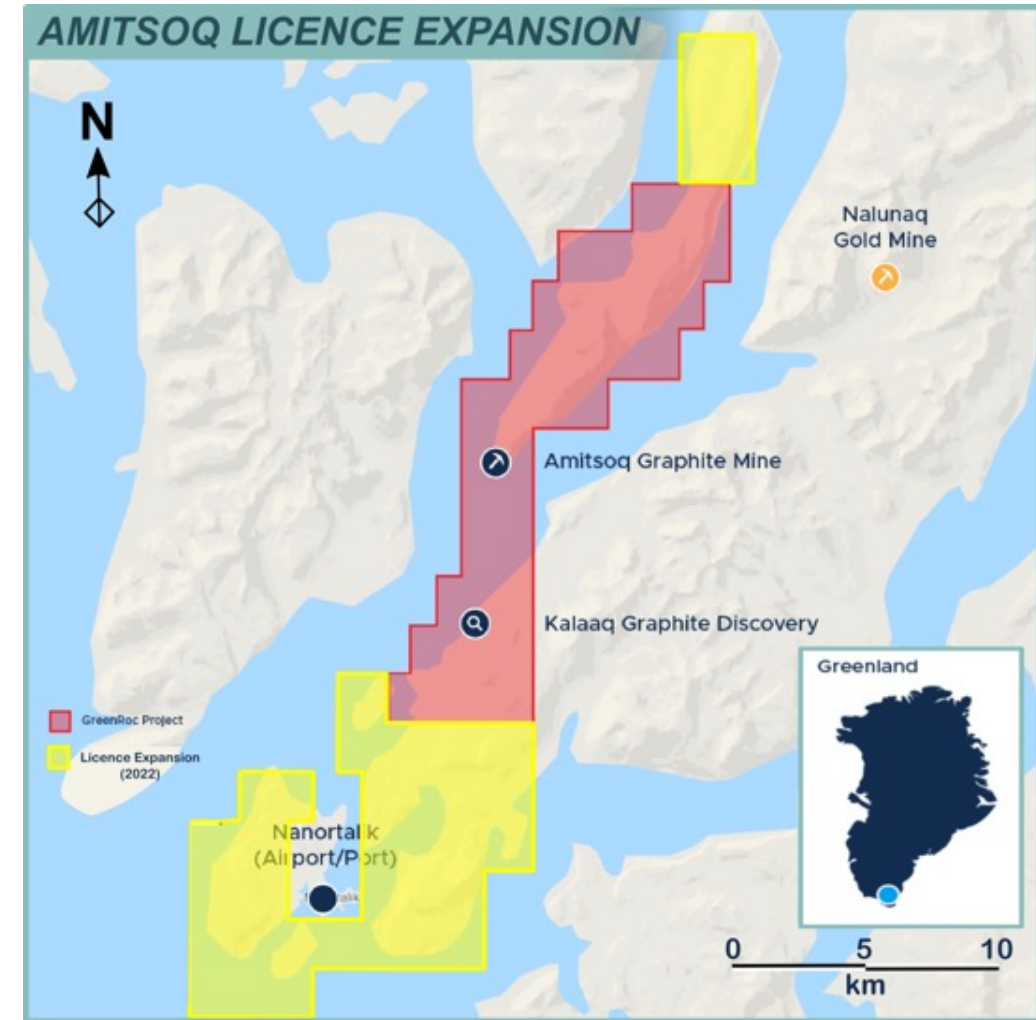 AMITSOQ LICENCE EXPANSION
N
Nalunaq
Gold Mine
Amitsoq Graphite Mine
Kalaaq Graphite Discovery
Greenland
GreenRoc Project
Licence Expansion
(2022)
Nanortalik
(Airport/Port)
0 5 10
km